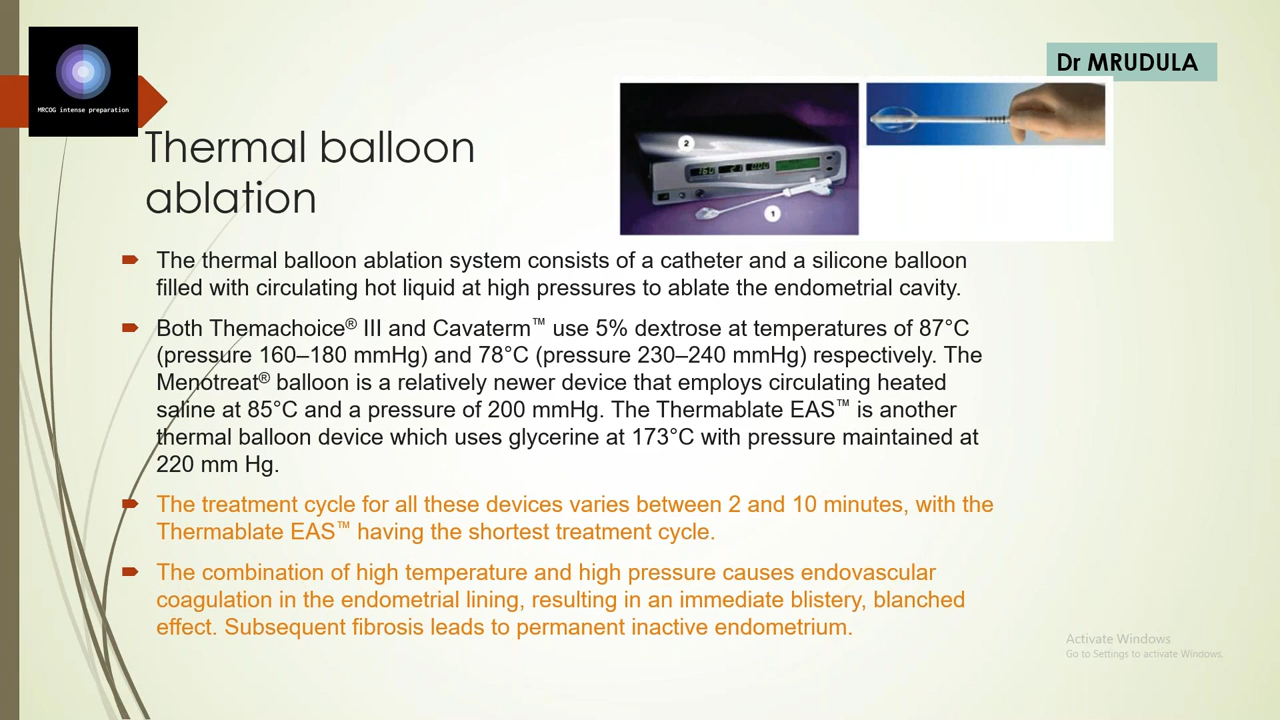 MRCOG intense preparation
Dr MRUDULA
Thermal balloon
ablation
2
160
1
The thermal balloon ablation system consists of a catheter and a silicone balloon
filled with circulating hot liquid at high pressures to ablate the endometrial cavity.
Both Themachoice® III and Cavaterm™ use 5% dextrose at temperatures of 87°C
(pressure 160–180 mmHg) and 78°C (pressure 230–240 mmHg) respectively. The
Menotreat® balloon is a relatively newer device that employs circulating heated
saline at 85°C and a pressure of 200 mmHg. The Thermablate EAS™ is another
thermal balloon device which uses glycerine at 173°C with pressure maintained at
220 mm Hg.
The treatment cycle for all these devices varies between 2 and 10 minutes, with the
Thermablate EAS™ having the shortest treatment cycle.
The combination of high temperature and high pressure causes endovascular
coagulation in the endometrial lining, resulting in an immediate blistery, blanched
effect. Subsequent fibrosis leads to permanent inactive endometrium.
Activate Windows
Go to Settings to activate Windows.